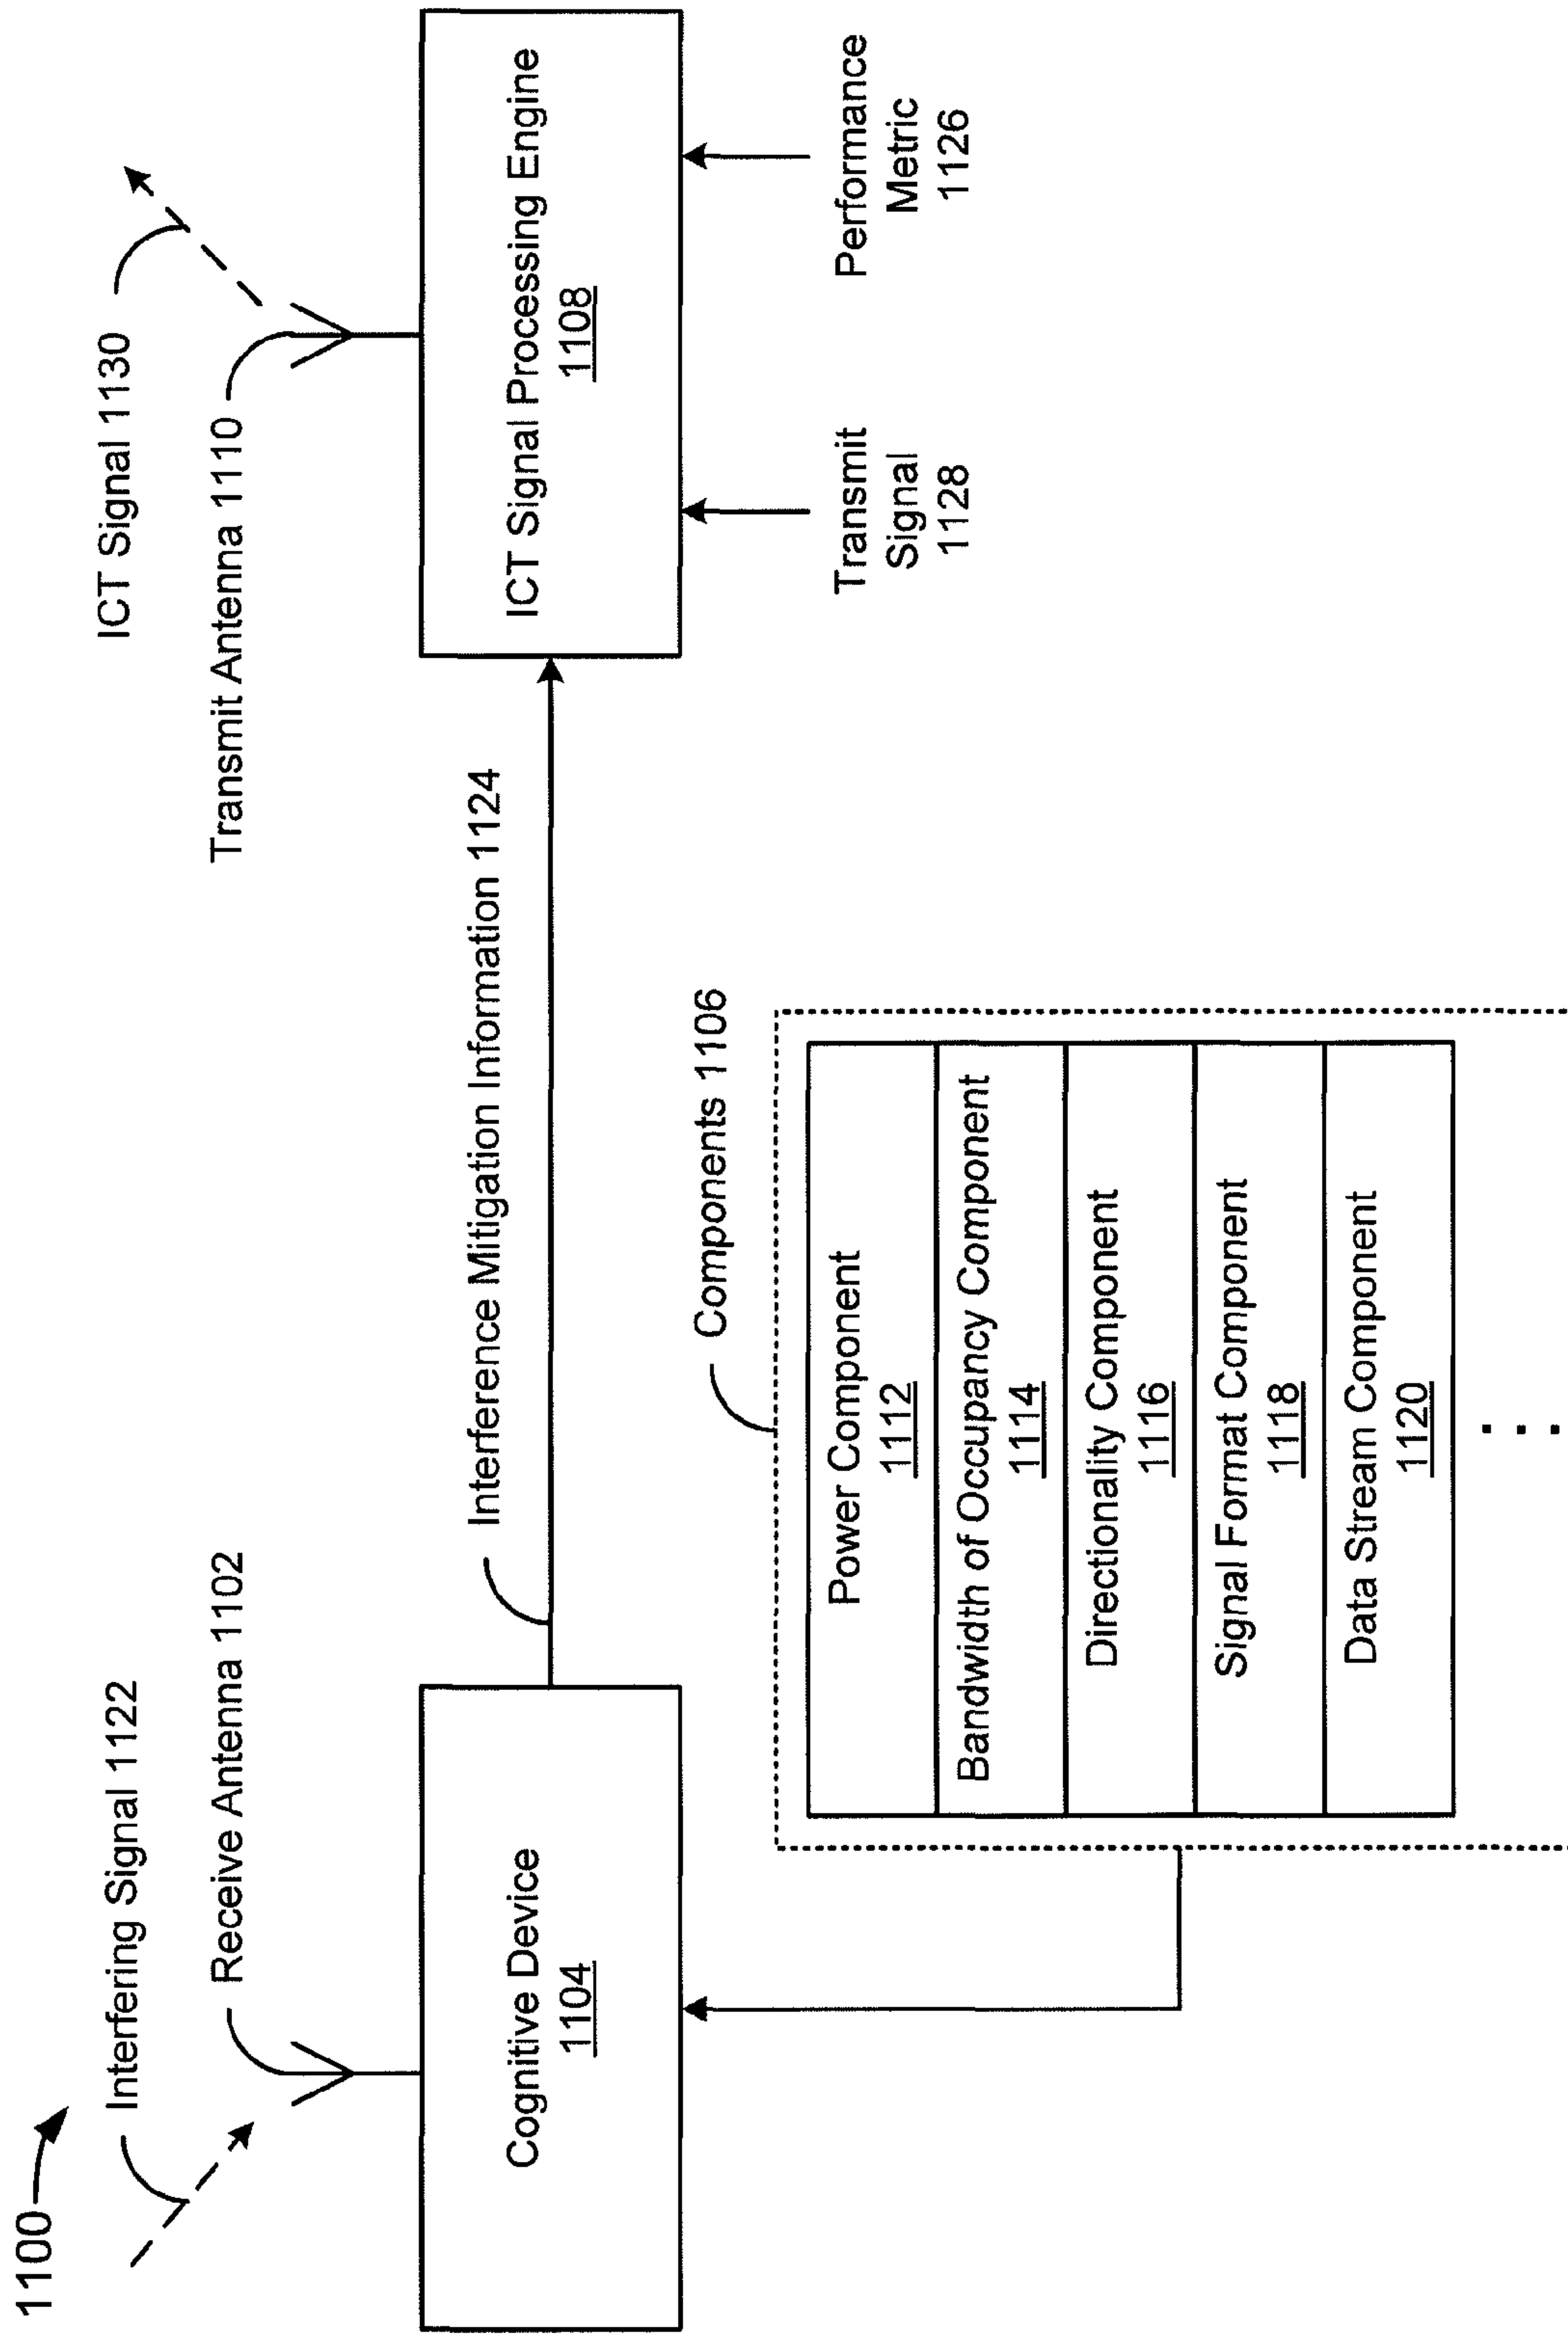 1100
Interfering Signal 1122
Receive Antenna 1102
ICT Signal 1130
Transmit Antenna 1110
Cognitive Device
1104
Interference Mitigation Information 1124
ICT Signal Processing Engine
1108
Transmit
Signal
1128
Performance
Metric
1126
Components 1106
Power Component
1112
Bandwidth of Occupancy Component
1114
Directionality Component
1116
Signal Format Component
1118
Data Stream Component
1120
. . .